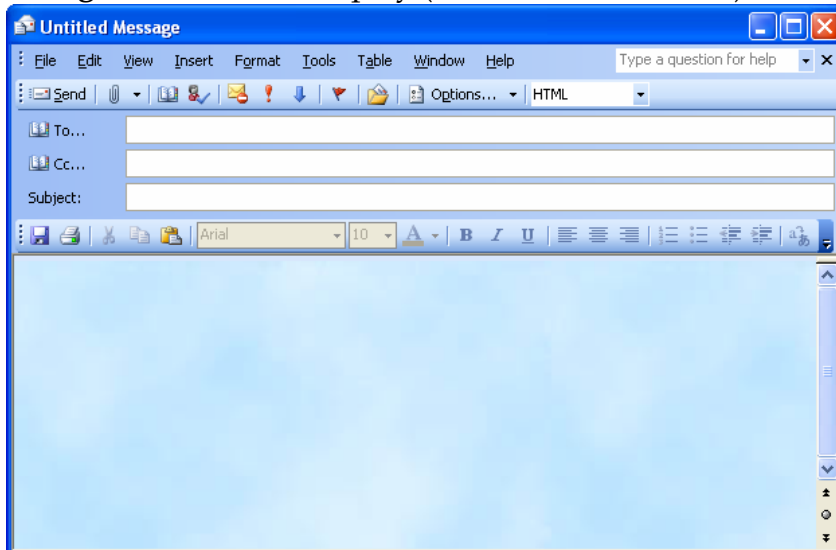 Untitled Message
File Edit View Insert Format Tools Table Window Help Type a question for help
Send Options... HTML
To...
Cc...
Subject:
Arial 10 A B I U